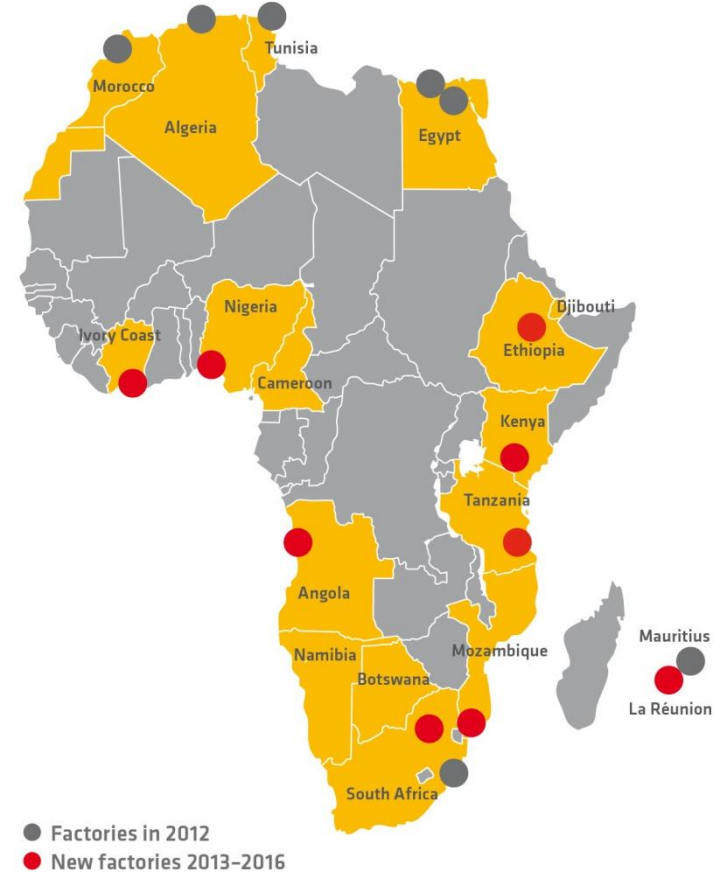 Tunisia
Morocco
Algeria
Egypt
Nigeria
Djibouti
Ivory Coast
Ethiopia
Cameroon
Kenya
Tanzania
Angola
Mauritius
Namibia
Mozambique
Botswana
La Réunion
South Africa
Factories in 2012
New factories 2013–2016